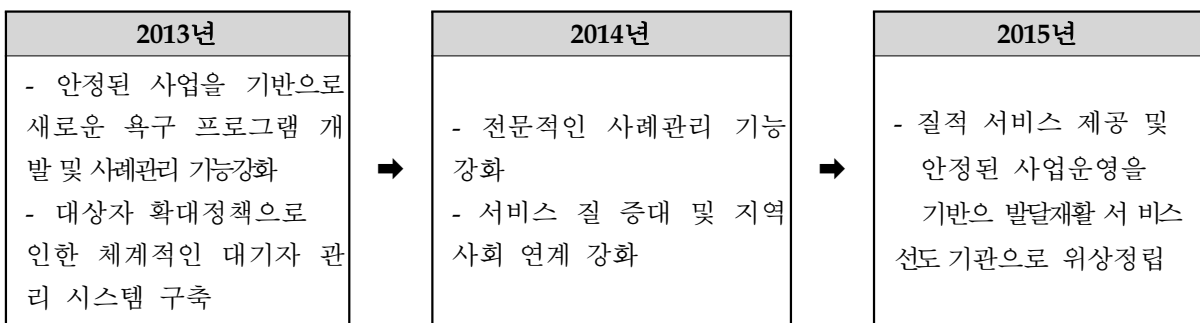 2013년
- 안정된 사업을 기반으로
새로운 욕구 프로그램 개
발 및 사례관리 기능강화
- 대상자 확대정책으로
인한 체계적인 대기자 관
리 시스템 구축
➡
2014년
- 전문적인 사례관리 기능
강화
- 서비스 질 증대 및 지역
사회 연계 강화
➡
2015년
- 질적 서비스 제공 및
안정된 사업운영을
기반으 발달재활 서 비스
선도 기관으로 위상정립